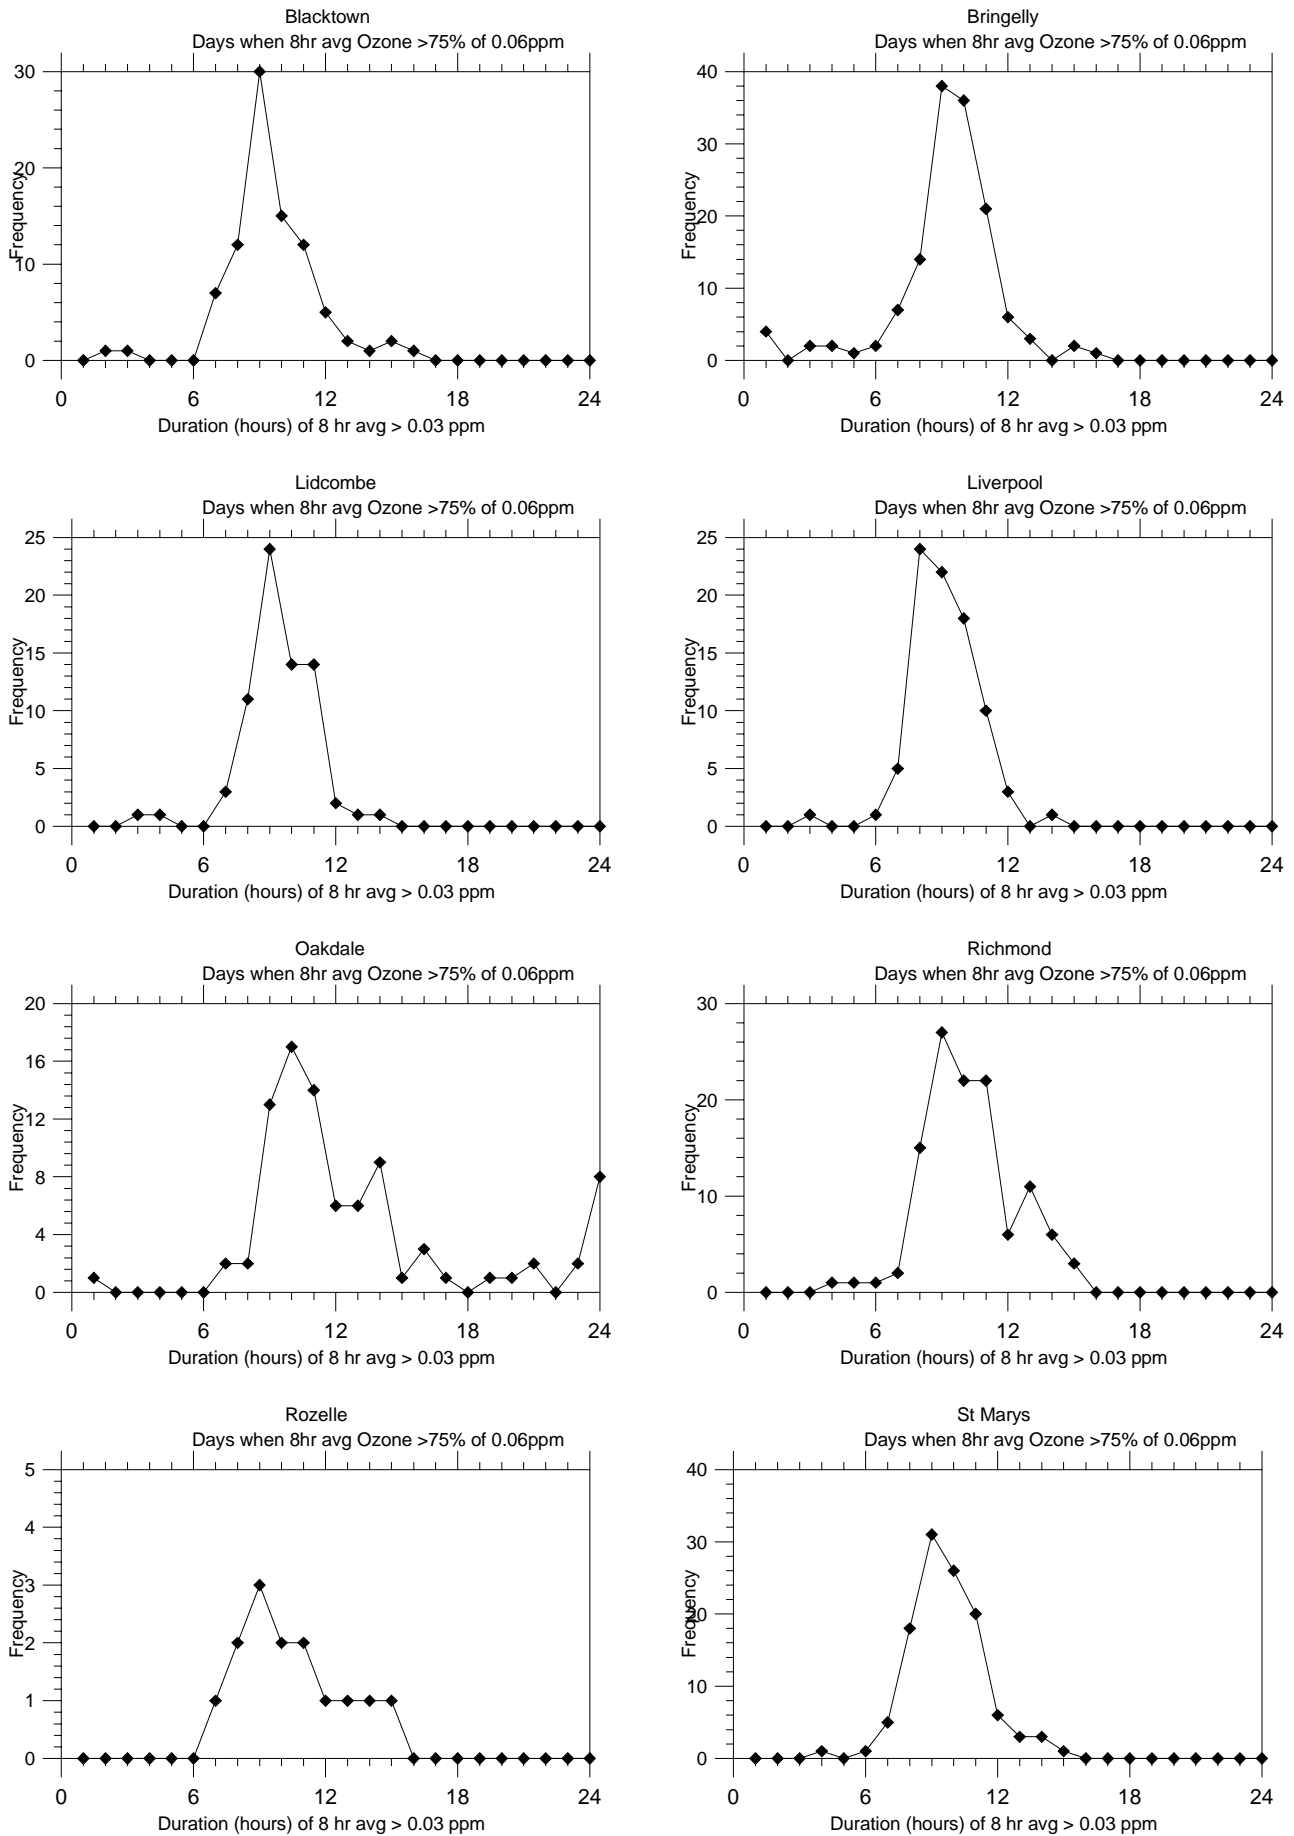 Blacktown
Days when 8hr avg Ozone >75% of 0.06ppm
30
20
10
0
Frequency
0 6 12 18 24
Duration (hours) of 8 hr avg > 0.03 ppm
Bringelly
Days when 8hr avg Ozone >75% of 0.06ppm
40
30
20
10
0
Frequency
0 6 12 18 24
Duration (hours) of 8 hr avg > 0.03 ppm
Lidcombe
Days when 8hr avg Ozone >75% of 0.06ppm
25
20
15
10
5
0
Frequency
0 6 12 18 24
Duration (hours) of 8 hr avg > 0.03 ppm
Liverpool
Days when 8hr avg Ozone >75% of 0.06ppm
25
20
15
10
5
0
Frequency
0 6 12 18 24
Duration (hours) of 8 hr avg > 0.03 ppm
Oakdale
Days when 8hr avg Ozone >75% of 0.06ppm
20
16
12
8
4
0
Frequency
0 6 12 18 24
Duration (hours) of 8 hr avg > 0.03 ppm
Richmond
Days when 8hr avg Ozone >75% of 0.06ppm
30
20
10
0
Frequency
0 6 12 18 24
Duration (hours) of 8 hr avg > 0.03 ppm
Rozelle
Days when 8hr avg Ozone >75% of 0.06ppm
5
4
3
2
1
0
Frequency
0 6 12 18 24
Duration (hours) of 8 hr avg > 0.03 ppm
St Marys
Days when 8hr avg Ozone >75% of 0.06ppm
40
30
20
10
0
Frequency
0 6 12 18 24
Duration (hours) of 8 hr avg > 0.03 ppm